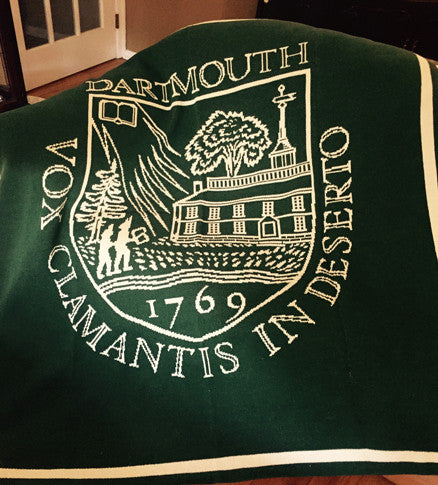 DARTMOUTH
VOX CLAMANTIS IN DESERTO
1769